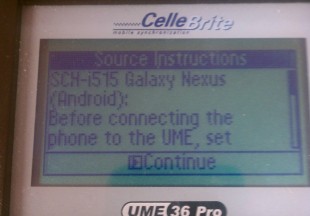 CelleBrite
mobile synchronization
Source Instructions
SCH-i515 Galaxy Nexus
(Android):
Before connecting the
phone to the UME, set
Continue
UME 36 Pro